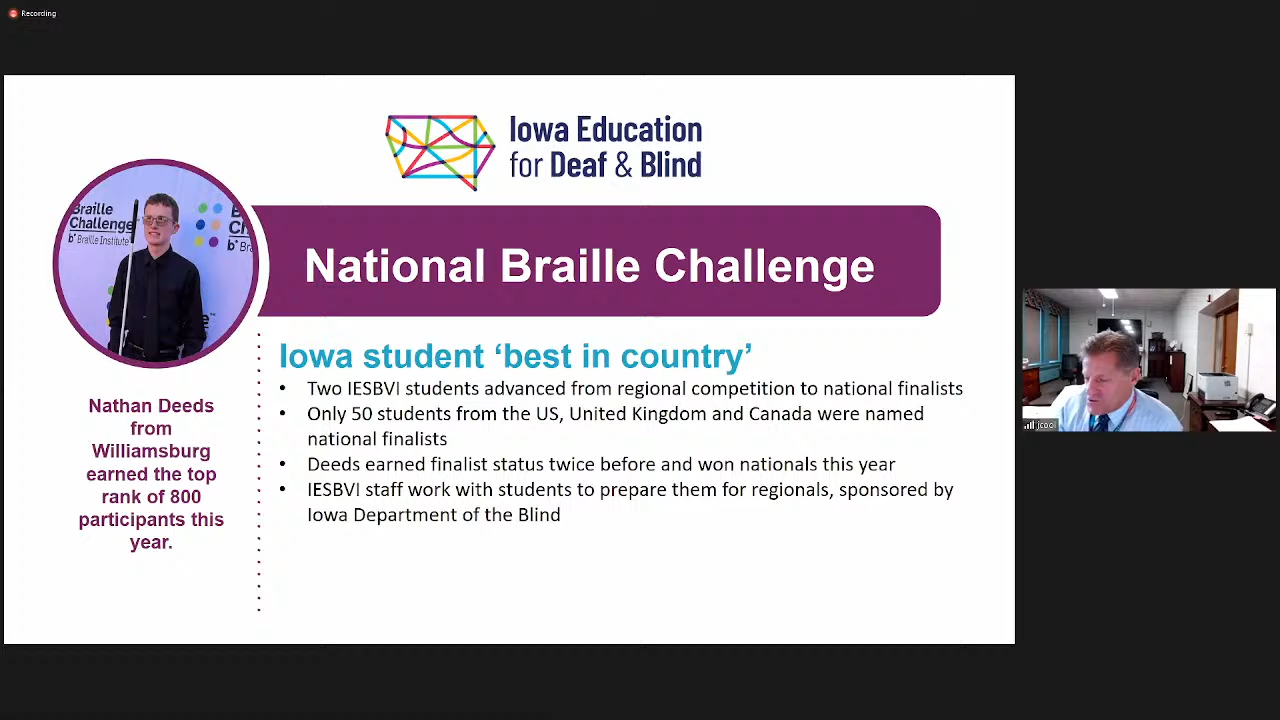 Recording
Iowa Education
for Deaf & Blind
Braille
Challenge
b Braille Institute
National Braille Challenge
Iowa student ‘best in country’
• Two IESBVI students advanced from regional competition to national finalists
• Only 50 students from the US, United Kingdom and Canada were named
national finalists
• Deeds earned finalist status twice before and won nationals this year
• IESBVI staff work with students to prepare them for regionals, sponsored by
Iowa Department of the Blind
Nathan Deeds
from
Williamsburg
earned the top
rank of 800
participants this
year.
jcool